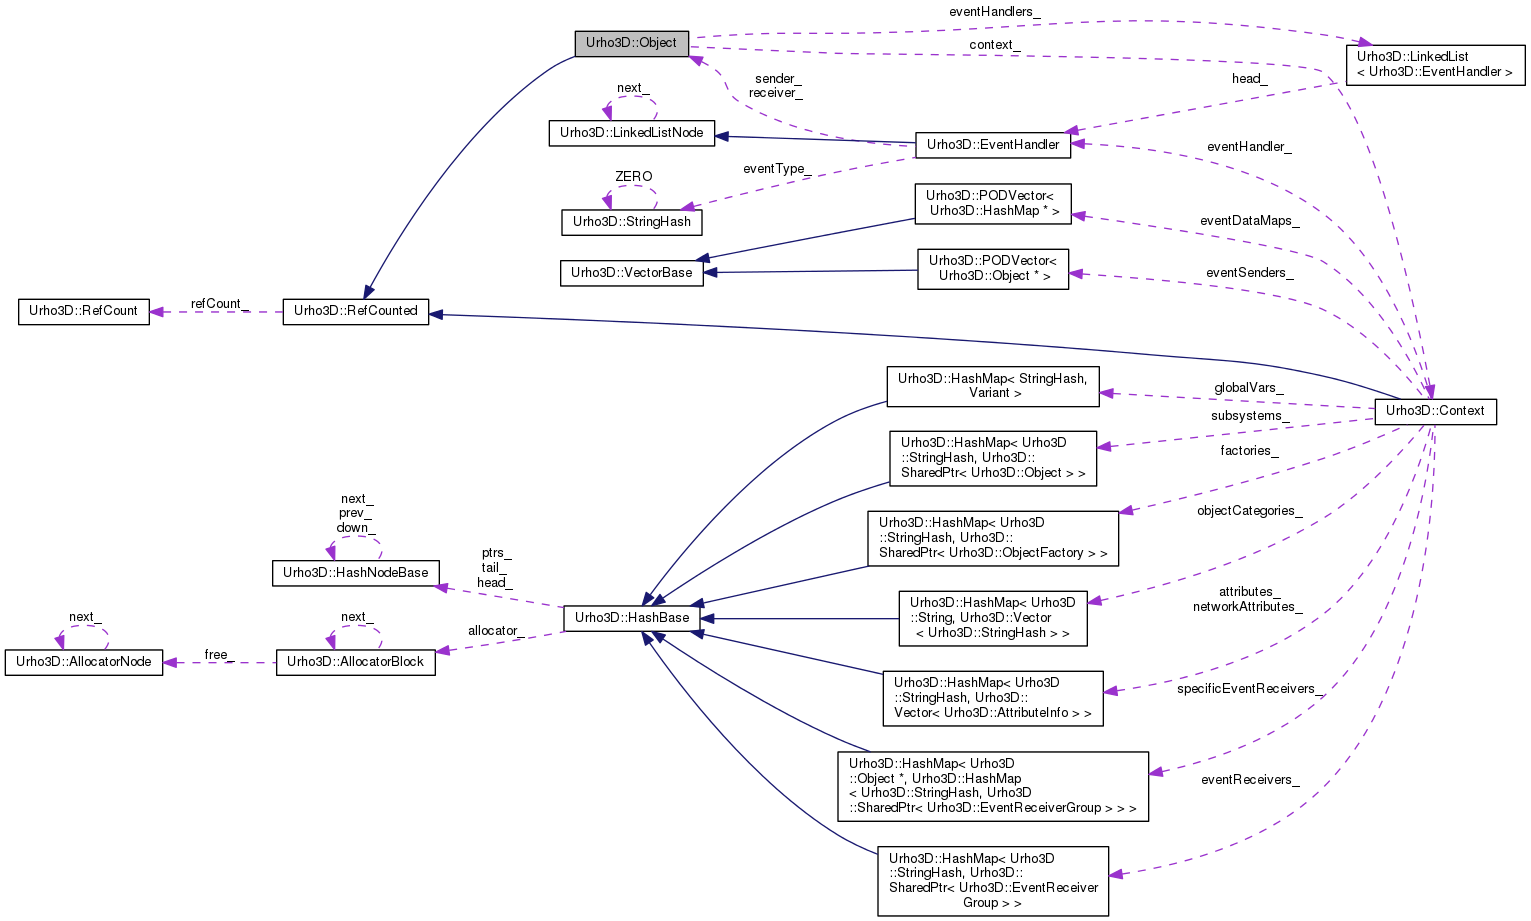 eventHandlers_
Urho3D::Object
context_
Urho3D::LinkedList
< Urho3D::EventHandler >
sender_
receiver_
head_
next_
Urho3D::LinkedListNode
Urho3D::EventHandler
eventHandler_
eventType_
ZERO
Urho3D::StringHash
Urho3D::PODVector<
Urho3D::HashMap * >
eventDataMaps_
Urho3D::VectorBase
Urho3D::PODVector<
Urho3D::Object * >
eventSenders_
Urho3D::RefCount
refCount_
Urho3D::RefCounted
Urho3D::HashMap< StringHash,
Variant >
globalVars_
Urho3D::Context
subsystems_
Urho3D::HashMap< Urho3D
::StringHash, Urho3D::
SharedPtr< Urho3D::Object > >
factories_
next_
prev_
down_
Urho3D::HashNodeBase
ptrs_
tail_
head_
Urho3D::HashMap< Urho3D
::StringHash, Urho3D::
SharedPtr< Urho3D::ObjectFactory > >
objectCategories_
Urho3D::HashBase
Urho3D::HashMap< Urho3D
::String, Urho3D::Vector
< Urho3D::StringHash > >
attributes_
networkAttributes_
next_
Urho3D::AllocatorNode
free_
next_
Urho3D::AllocatorBlock
allocator_
Urho3D::HashMap< Urho3D
::StringHash, Urho3D::
Vector< Urho3D::AttributeInfo > >
specificEventReceivers_
Urho3D::HashMap< Urho3D
::Object *, Urho3D::HashMap
< Urho3D::StringHash, Urho3D
::SharedPtr< Urho3D::EventReceiverGroup > > >
eventReceivers_
Urho3D::HashMap< Urho3D
::StringHash, Urho3D::
SharedPtr< Urho3D::EventReceiver
Group > >